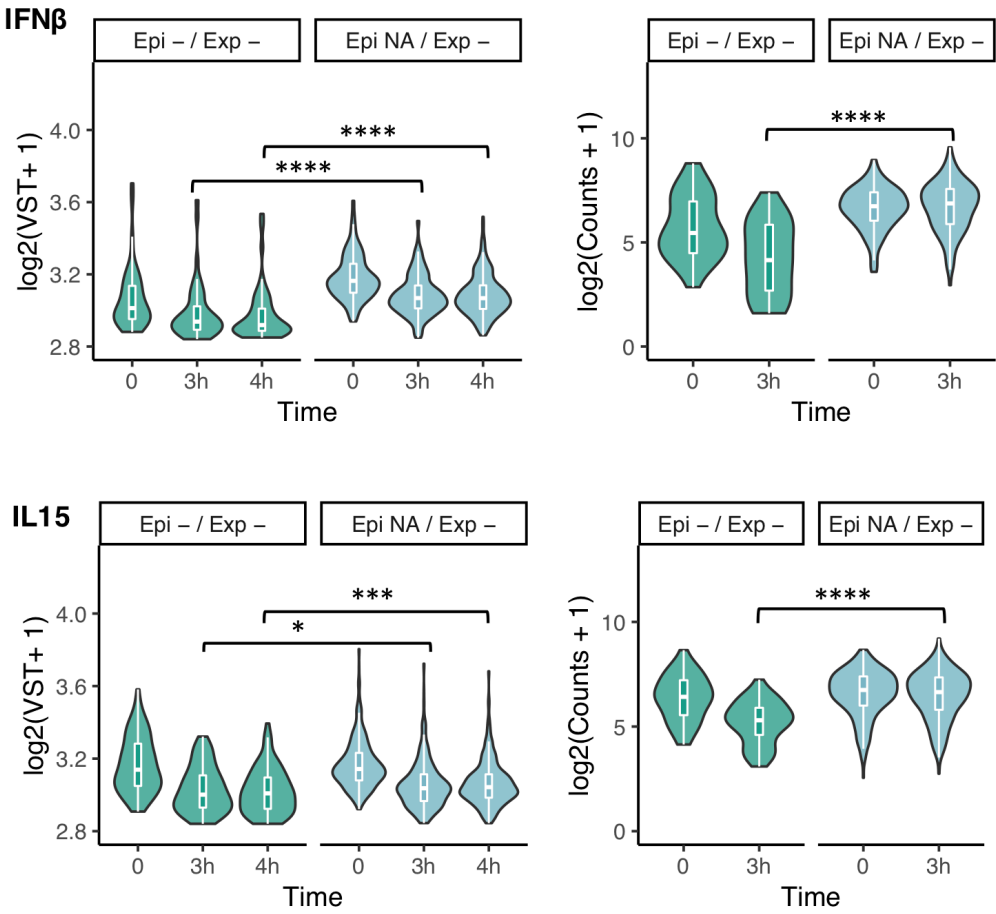 IFNβ
Epi − / Exp −
Epi NA / Exp −
log2(VST+ 1)
4.0
3.6
3.2
2.8
****
****
0
3h
4h
0
3h
4h
Time
Epi − / Exp −
Epi NA / Exp −
log2(Counts + 1)
10
5
0
****
0
3h
0
3h
Time
IL15
Epi − / Exp −
Epi NA / Exp −
log2(VST+ 1)
4.0
3.6
3.2
2.8
***
*
0
3h
4h
0
3h
4h
Time
Epi − / Exp −
Epi NA / Exp −
log2(Counts + 1)
10
5
0
****
0
3h
0
3h
Time